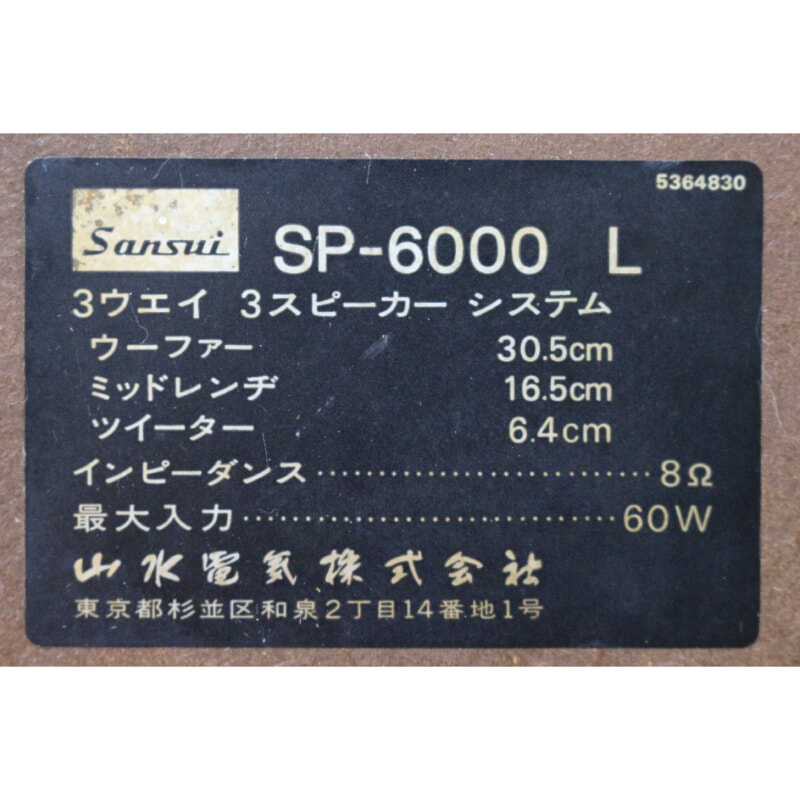 5364830
Sansui SP-6000 L
3ウエイ 3スピーカー システム
ウーファー 30.5cm
ミッドレンヂ 16.5cm
ツイーター 6.4cm
インピーダンス…………………………8Ω
最大入力…………………………60W
山水電気株式会社
東京都杉並区和泉2丁目14番地1号